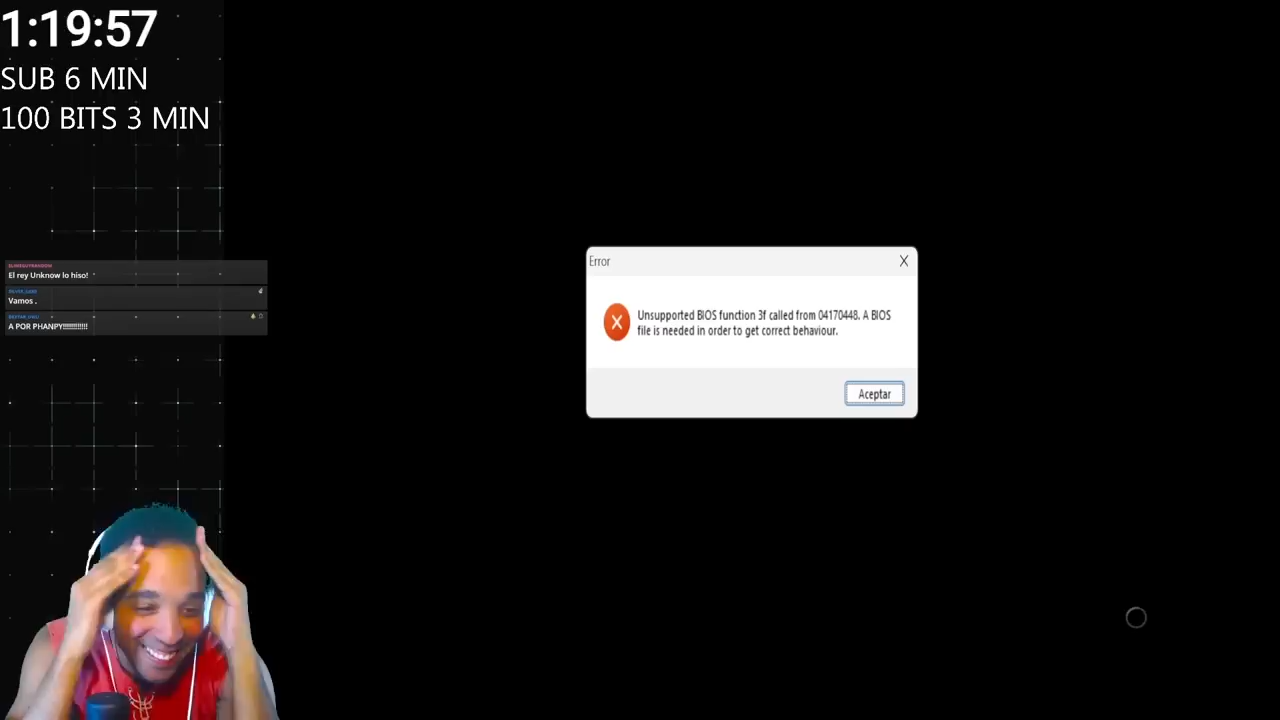 1:19:57
SUB 6 MIN
100 BITS 3 MIN
El rey Unknow lo hiso!
Vamos .
A POR PHANPY!!!!!!!!!!!!
Error
X
Unsupported BIOS function 3f called from 04170448. A BIOS
file is needed in order to get correct behaviour.
Aceptar